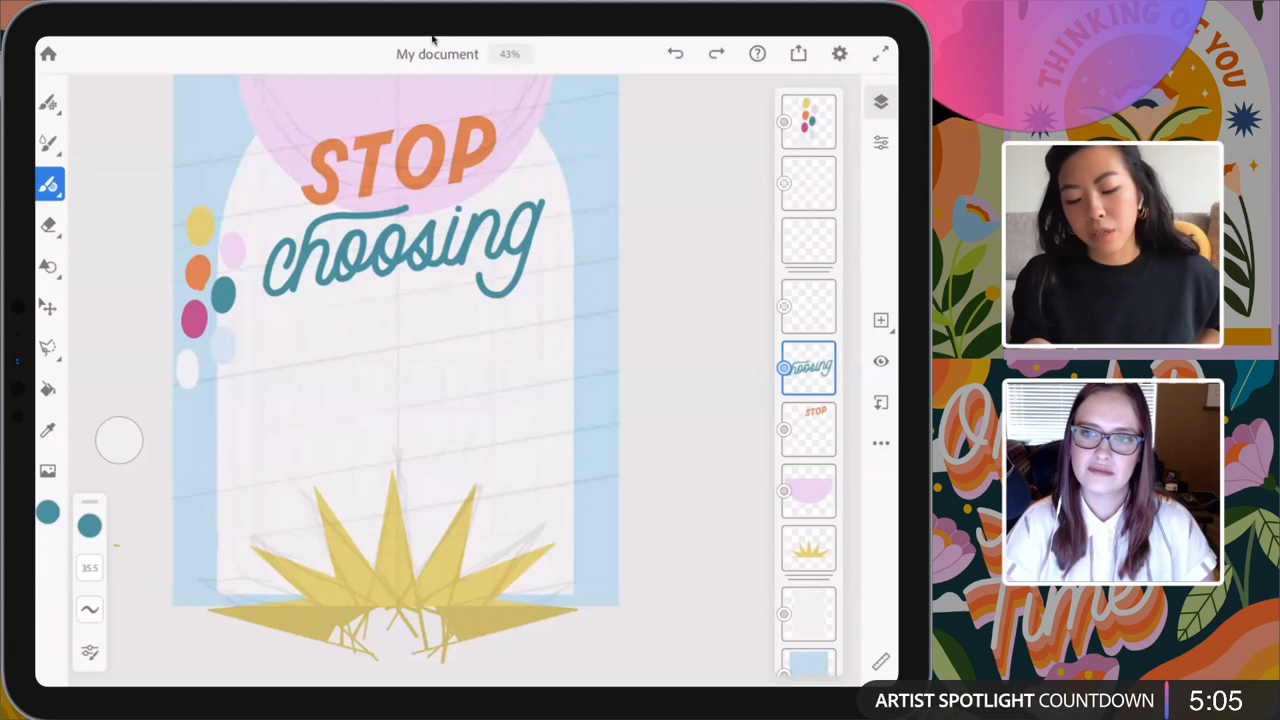 My document
43%
THINKING OF YOU
STOP
choosing
choosing
STOP
35.5
Time
ARTIST SPOTLIGHT COUNTDOWN
5:05